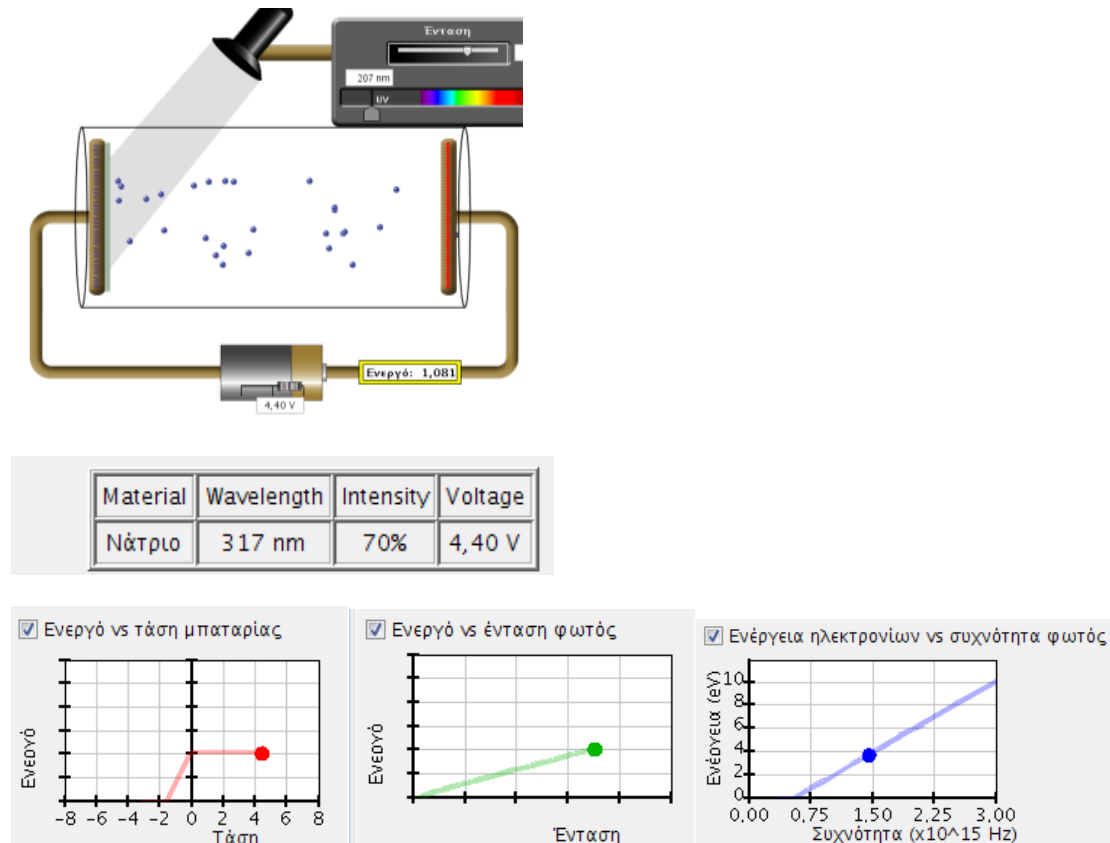 Ένταση
207 nm
UV
Ενεργό: 1,081
4,40 V
Material Wavelength Intensity Voltage
Νάτριο 317 nm 70% 4,40 V
Ενεργό vs τάση μπαταρίας
Ενεργό
-8 -6 -4 -2 0 2 4 6 8
Τάση
Ενεργό vs ένταση φωτός
Ενεργό
Ένταση
Ενέργεια ηλεκτρονίων vs συχνότητα φωτός
Ενέργεια (eV)
10
8
6
4
2
0
0,00 0,75 1,50 2,25 3,00
Συχνότητα (x10^15 Hz)